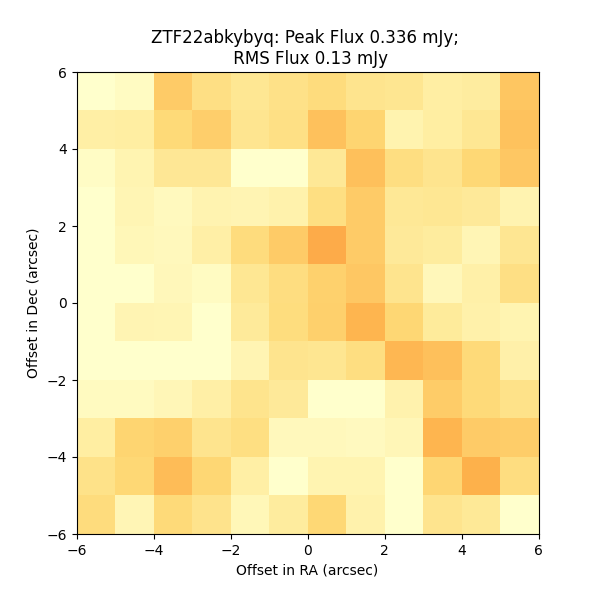 ZTF22abkybyq: Peak Flux 0.336 mJy;
RMS Flux 0.13 mJy
6
4
2
0
−2
−4
−6
Offset in Dec (arcsec)
−6 −4 −2 0 2 4 6
Offset in RA (arcsec)